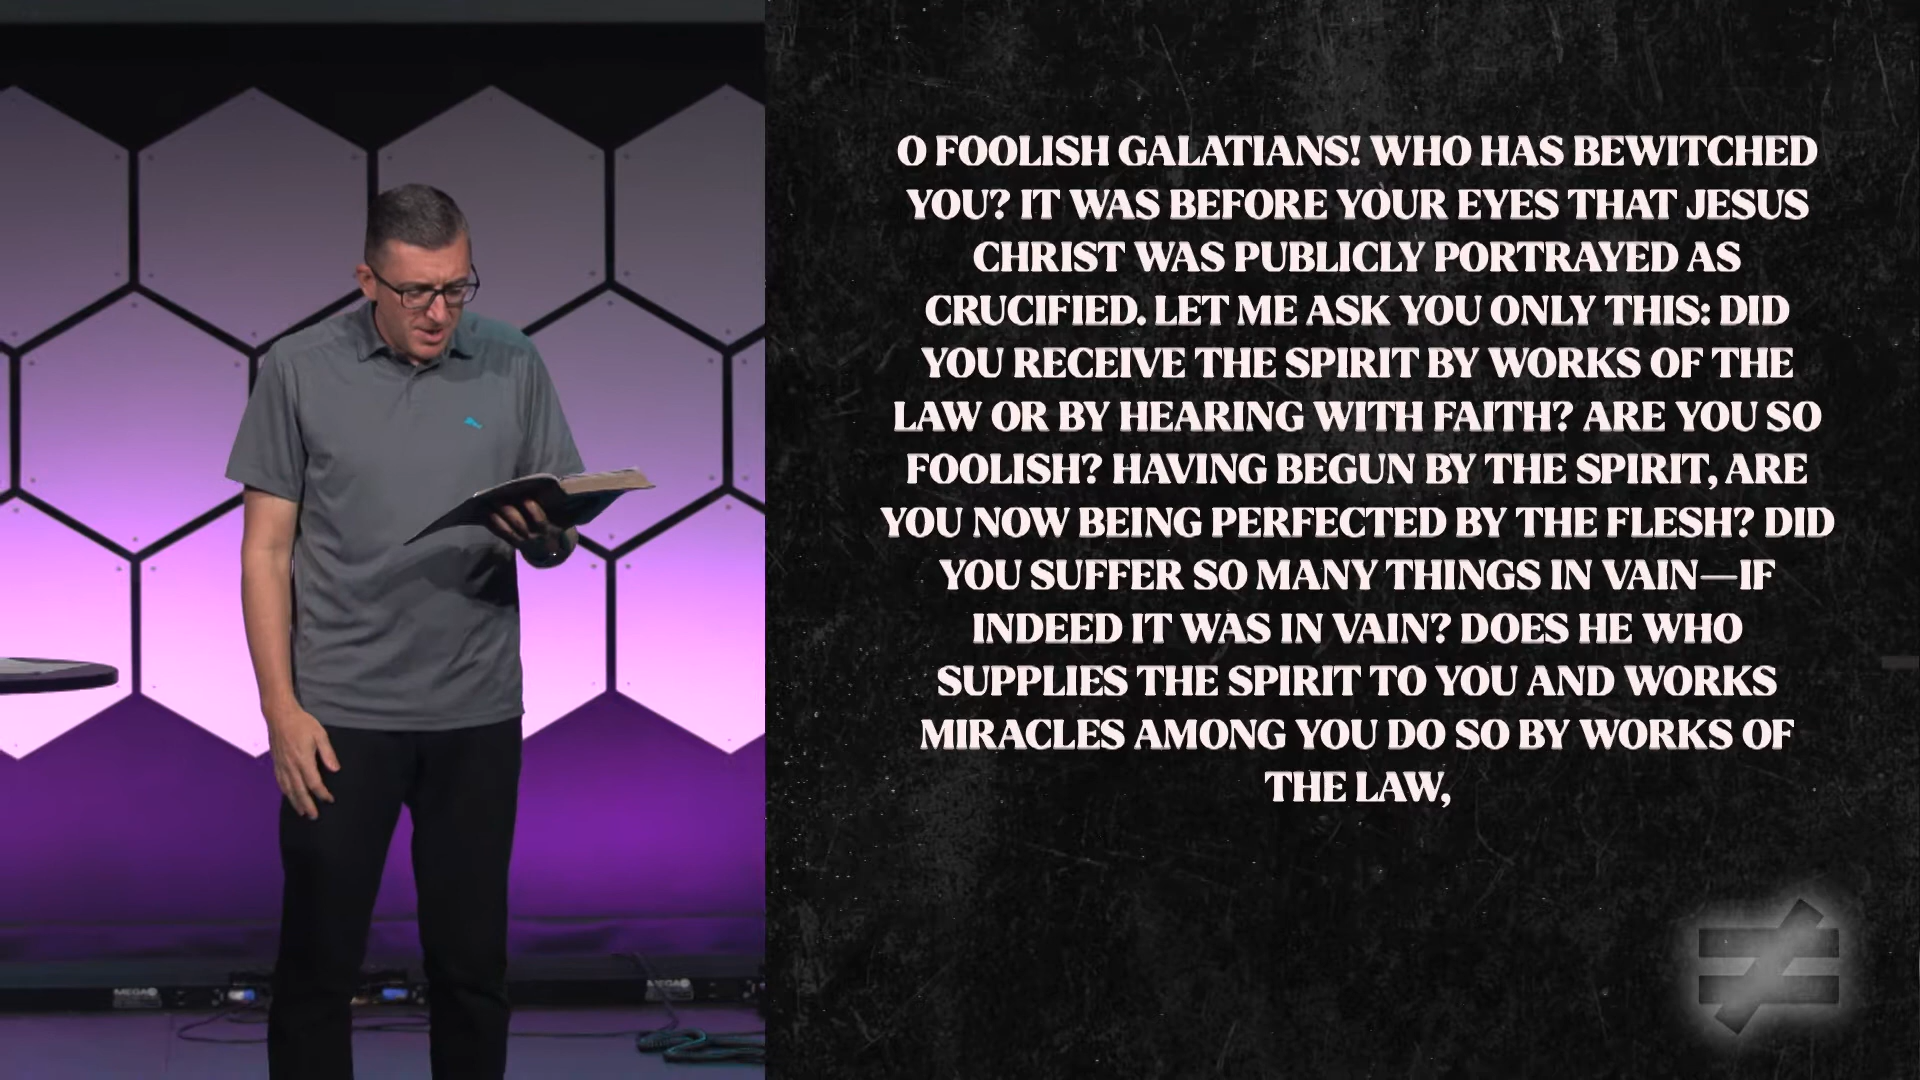 O FOOLISH GALATIANS! WHO HAS BEWITCHED
YOU? IT WAS BEFORE YOUR EYES THAT JESUS
CHRIST WAS PUBLICLY PORTRAYED AS
CRUCIFIED. LET ME ASK YOU ONLY THIS: DID
YOU RECEIVE THE SPIRIT BY WORKS OF THE
LAW OR BY HEARING WITH FAITH? ARE YOU SO
FOOLISH? HAVING BEGUN BY THE SPIRIT, ARE
YOU NOW BEING PERFECTED BY THE FLESH? DID
YOU SUFFER SO MANY THINGS IN VAIN—IF
INDEED IT WAS IN VAIN? DOES HE WHO
SUPPLIES THE SPIRIT TO YOU AND WORKS
MIRACLES AMONG YOU DO SO BY WORKS OF
THE LAW,